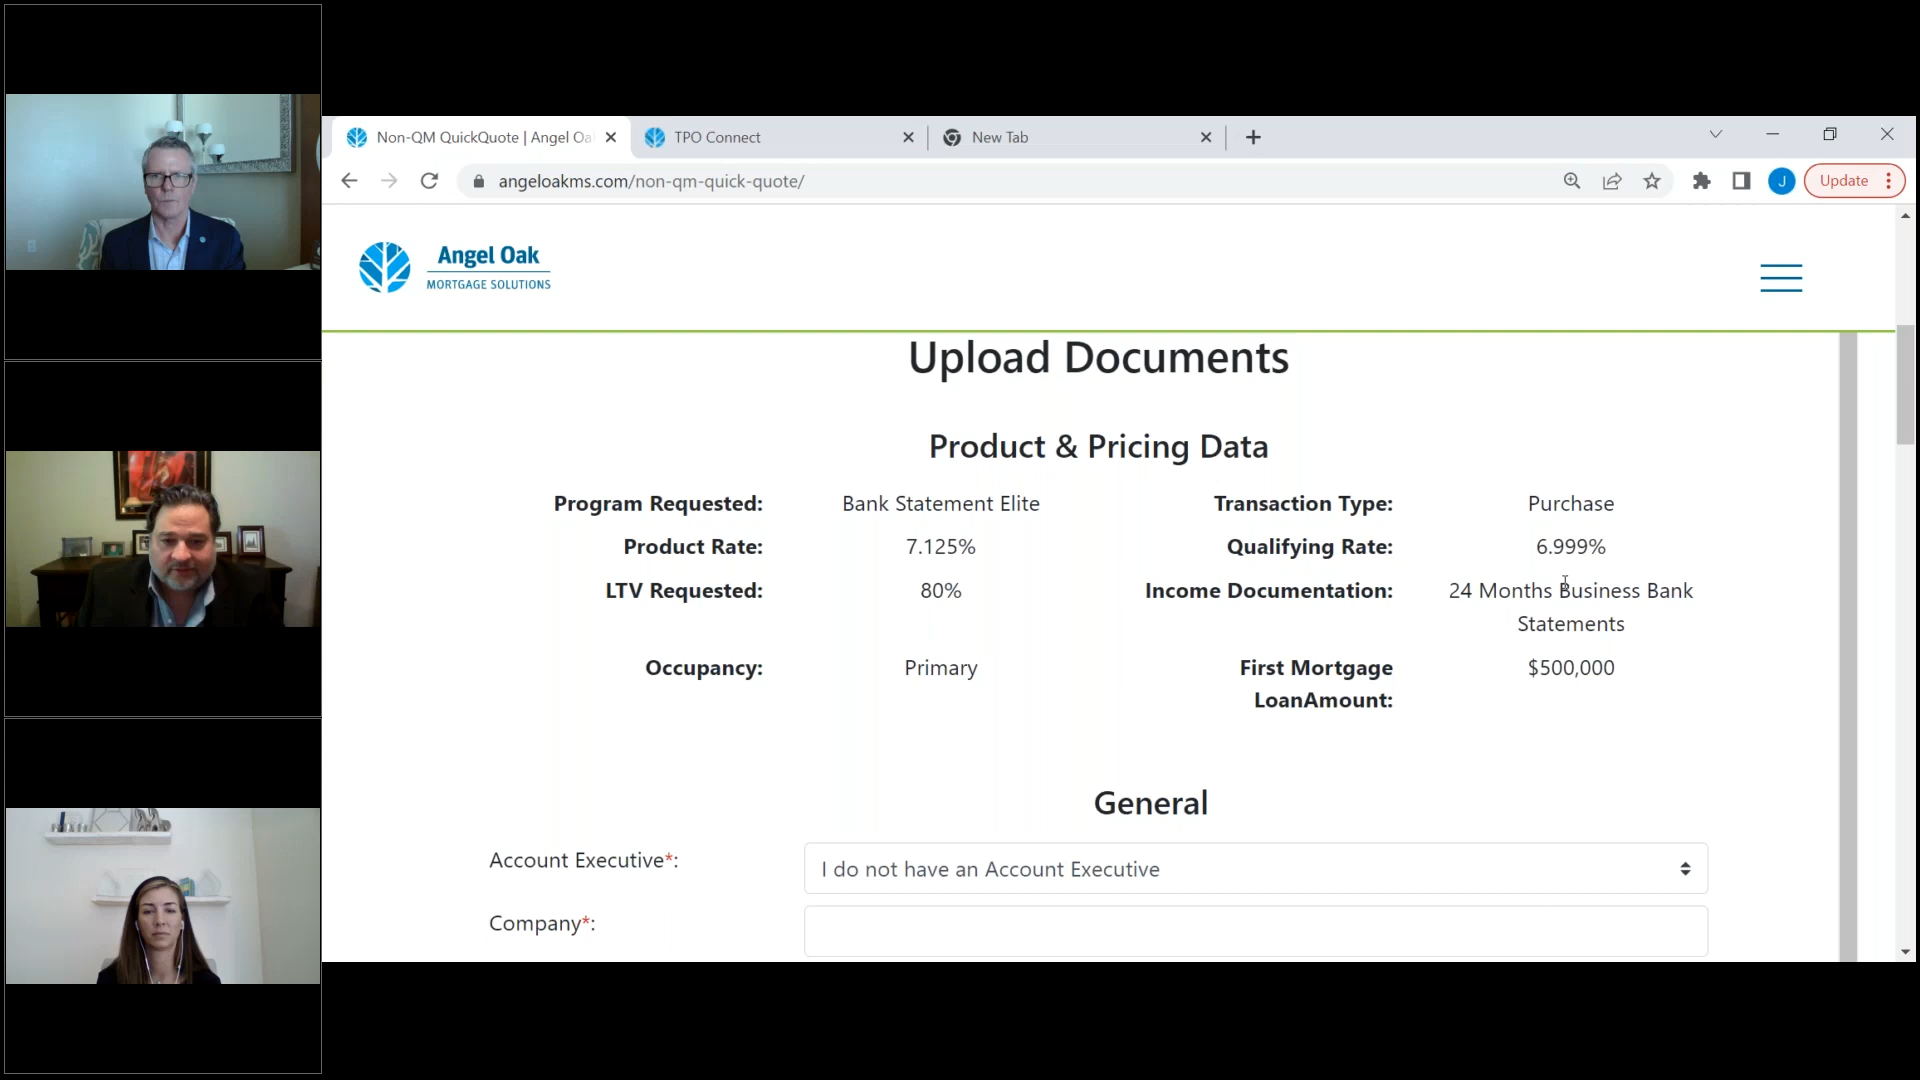 Non-QM QuickQuote | Angel Oa
TPO Connect
New Tab
angeloakms.com/non-qm-quick-quote/
J
Update
Angel Oak
MORTGAGE SOLUTIONS
Upload Documents
Product & Pricing Data
Program Requested: Bank Statement Elite Transaction Type: Purchase
Product Rate: 7.125% Qualifying Rate: 6.999%
LTV Requested: 80% Income Documentation: 24 Months Business Bank
Statements
Occupancy: Primary First Mortgage $500,000
LoanAmount:
General
Account Executive*: I do not have an Account Executive
Company*: